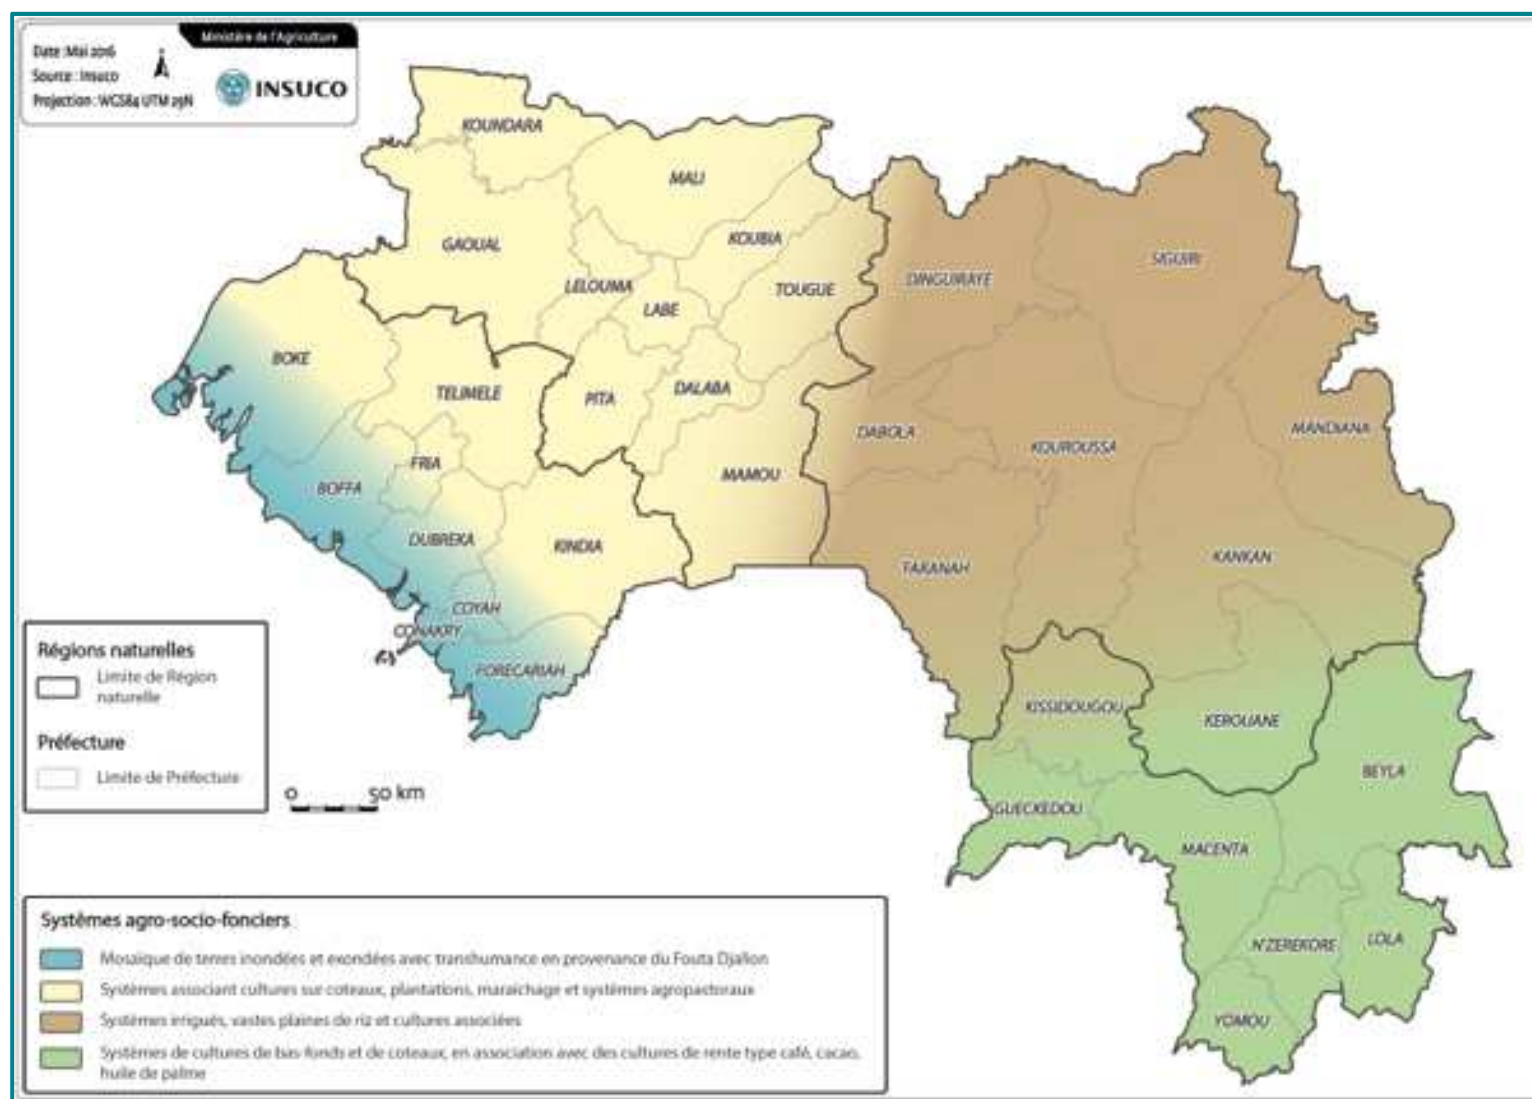 Ministère de l'Agriculture
Date :Mai 2016
Source : Insuco
Projection : WGS84 UTM 29N
INSUCO
KOUNDARA
MALI
GAOUAL
KOUBIA
LELOUMA
LABE
TOUGUE
DINGUIRAYE
SIGUIRI
BOKE
TELIMELE
PITA
DALABA
DABOLA
KOUROUSSA
MANDIANA
FRIA
BOFFA
MAMOU
DUBREKA
KINDIA
FARANAH
KANKAN
COYAH
CONAKRY
FORECARIAH
KISSIDOUGOU
KEROUANE
BEYLA
GUECKEDOU
MACENTA
N'ZEREKORE
LOLA
YOMOU
Régions naturelles
Limite de Région
naturelle
Préfecture
Limite de Préfecture
0 50 km
Systèmes agro-socio-fonciers
Mosaïque de terres inondées et exondées avec transhumance en provenance du Fouta Djallon
Systèmes associant cultures sur coteaux, plantations, maraichage et systèmes agropastoraux
Systèmes irrigués, vastes plaines de riz et cultures associées
Systèmes de cultures de bas-fonds et de coteaux, en association avec des cultures de rente type café, cacao,
huile de palme